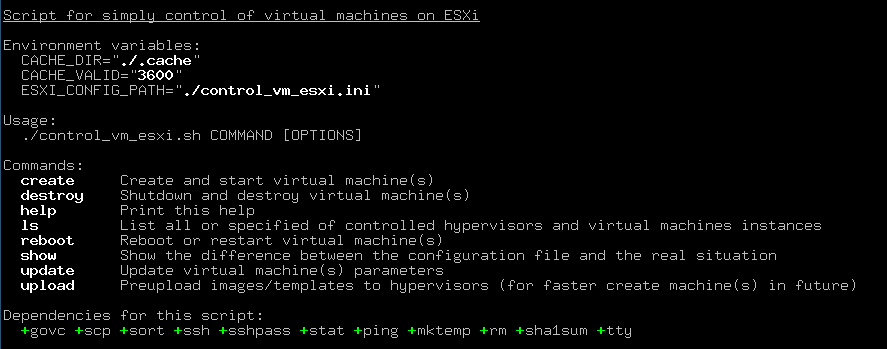 Script for simply control of virtual machines on ESXi
Environment variables:
CACHE_DIR="./.cache"
CACHE_VALID="3600"
ESXI_CONFIG_PATH="./control_vm_esxi.ini"
Usage:
./control_vm_esxi.sh COMMAND [OPTIONS]
Commands:
create Create and start virtual machine(s)
destroy Shutdown and destroy virtual machine(s)
help Print this help
ls List all or specified of controlled hypervisors and virtual machines instances
reboot Reboot or restart virtual machine(s)
show Show the difference between the configuration file and the real situation
update Update virtual machine(s) parameters
upload Preupload images/templates to hypervisors (for faster create machine(s) in future)
Dependencies for this script:
+govc +scp +sort +ssh +sshpass +stat +ping +mktemp +rm +sha1sum +tty